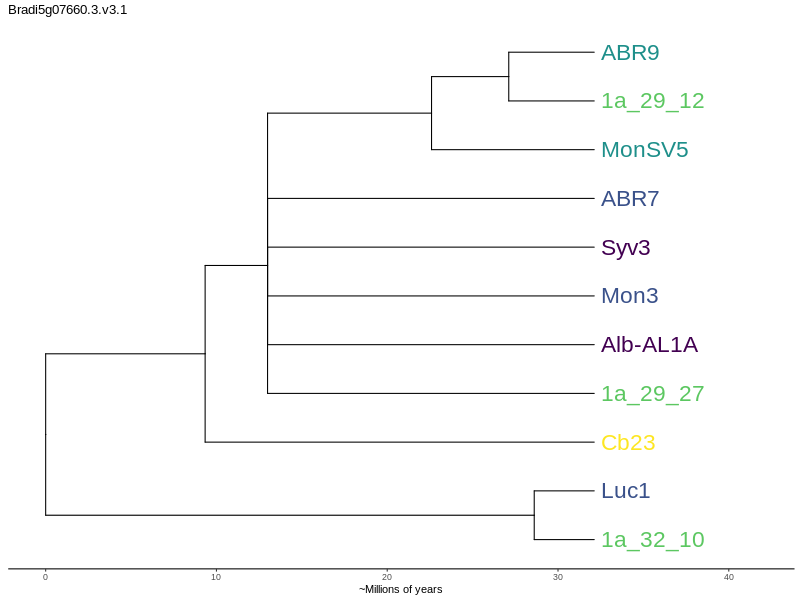 Bradi5g07660.3.v3.1
ABR9
1a_29_12
MonSV5
ABR7
Syv3
Mon3
Alb-AL1A
1a_29_27
Cb23
Luc1
1a_32_10
0 10 20 30 40
~Millions of years